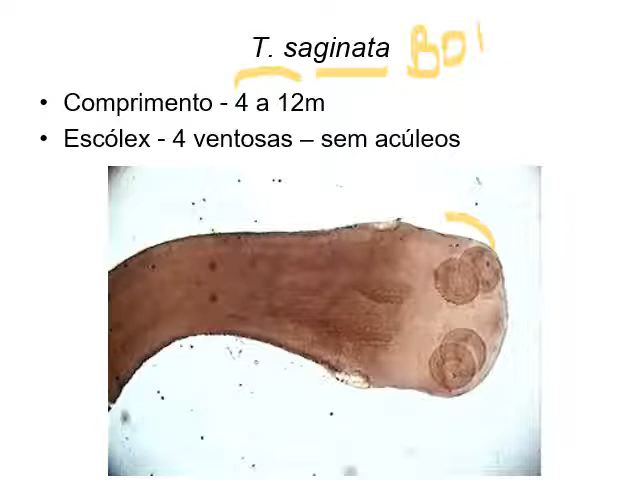 T. saginata BOI
• Comprimento - 4 a 12m
• Escólex - 4 ventosas – sem acúleos